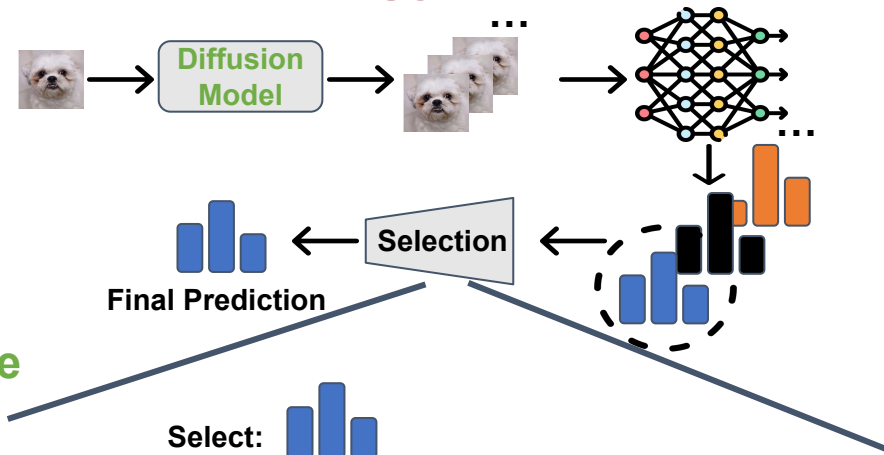 ...
Diffusion
Model
...
Selection
Final Prediction
e
Select: